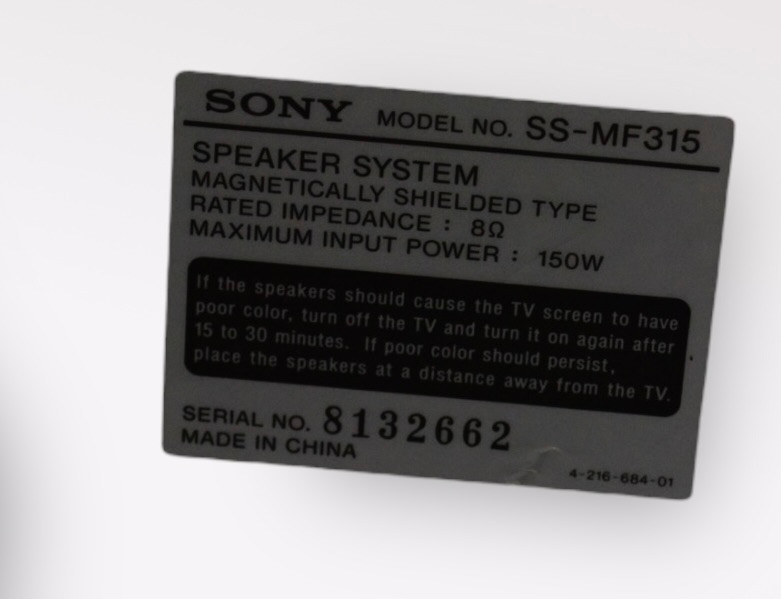 SONY MODEL NO. SS-MF315
SPEAKER SYSTEM
MAGNETICALLY SHIELDED TYPE
RATED IMPEDANCE : 8Ω
MAXIMUM INPUT POWER : 150W
If the speakers should cause the TV screen to have
poor color, turn off the TV and turn it on again after
15 to 30 minutes. If poor color should persist,
place the speakers at a distance away from the TV.
SERIAL NO. 8132662
MADE IN CHINA
4-216-684-01